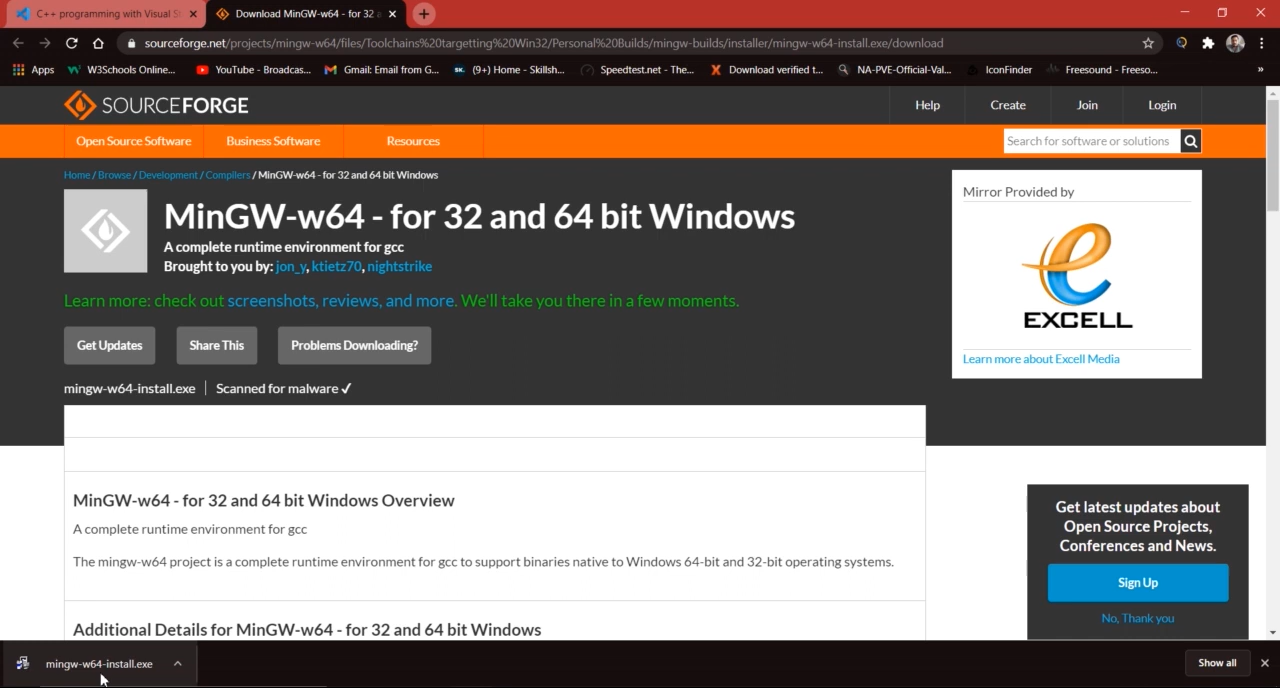 C++ programming with Visual St
Download MinGW-w64 - for 32 a
sourceforge.net/projects/mingw-w64/files/Toolchains%20targetting%20Win32/Personal%20Builds/mingw-builds/installer/mingw-w64-install.exe/download
Apps
W3Schools Online...
YouTube - Broadcas...
Gmail: Email from G...
sk. (9+) Home - Skillsh...
Speedtest.net - The...
Download verified t...
NA-PVE-Official-Val...
IconFinder
Freesound - Freeso...
»
SOURCEFORGE
Help
Create
Join
Login
Open Source Software
Business Software
Resources
Search for software or solutions
Home / Browse / Development / Compilers / MinGW-w64 - for 32 and 64 bit Windows
MinGW-w64 - for 32 and 64 bit Windows
A complete runtime environment for gcc
Brought to you by: jon_y, ktietz70, nightstrike
Learn more: check out screenshots, reviews, and more. We'll take you there in a few moments.
Get Updates
Share This
Problems Downloading?
mingw-w64-install.exe
Scanned for malware ✓
Mirror Provided by
EXCELL
Learn more about Excell Media
MinGW-w64 - for 32 and 64 bit Windows Overview
A complete runtime environment for gcc
The mingw-w64 project is a complete runtime environment for gcc to support binaries native to Windows 64-bit and 32-bit operating systems.
Additional Details for MinGW-w64 - for 32 and 64 bit Windows
Get latest updates about
Open Source Projects,
Conferences and News.
Sign Up
No, Thank you
mingw-w64-install.exe
Show all